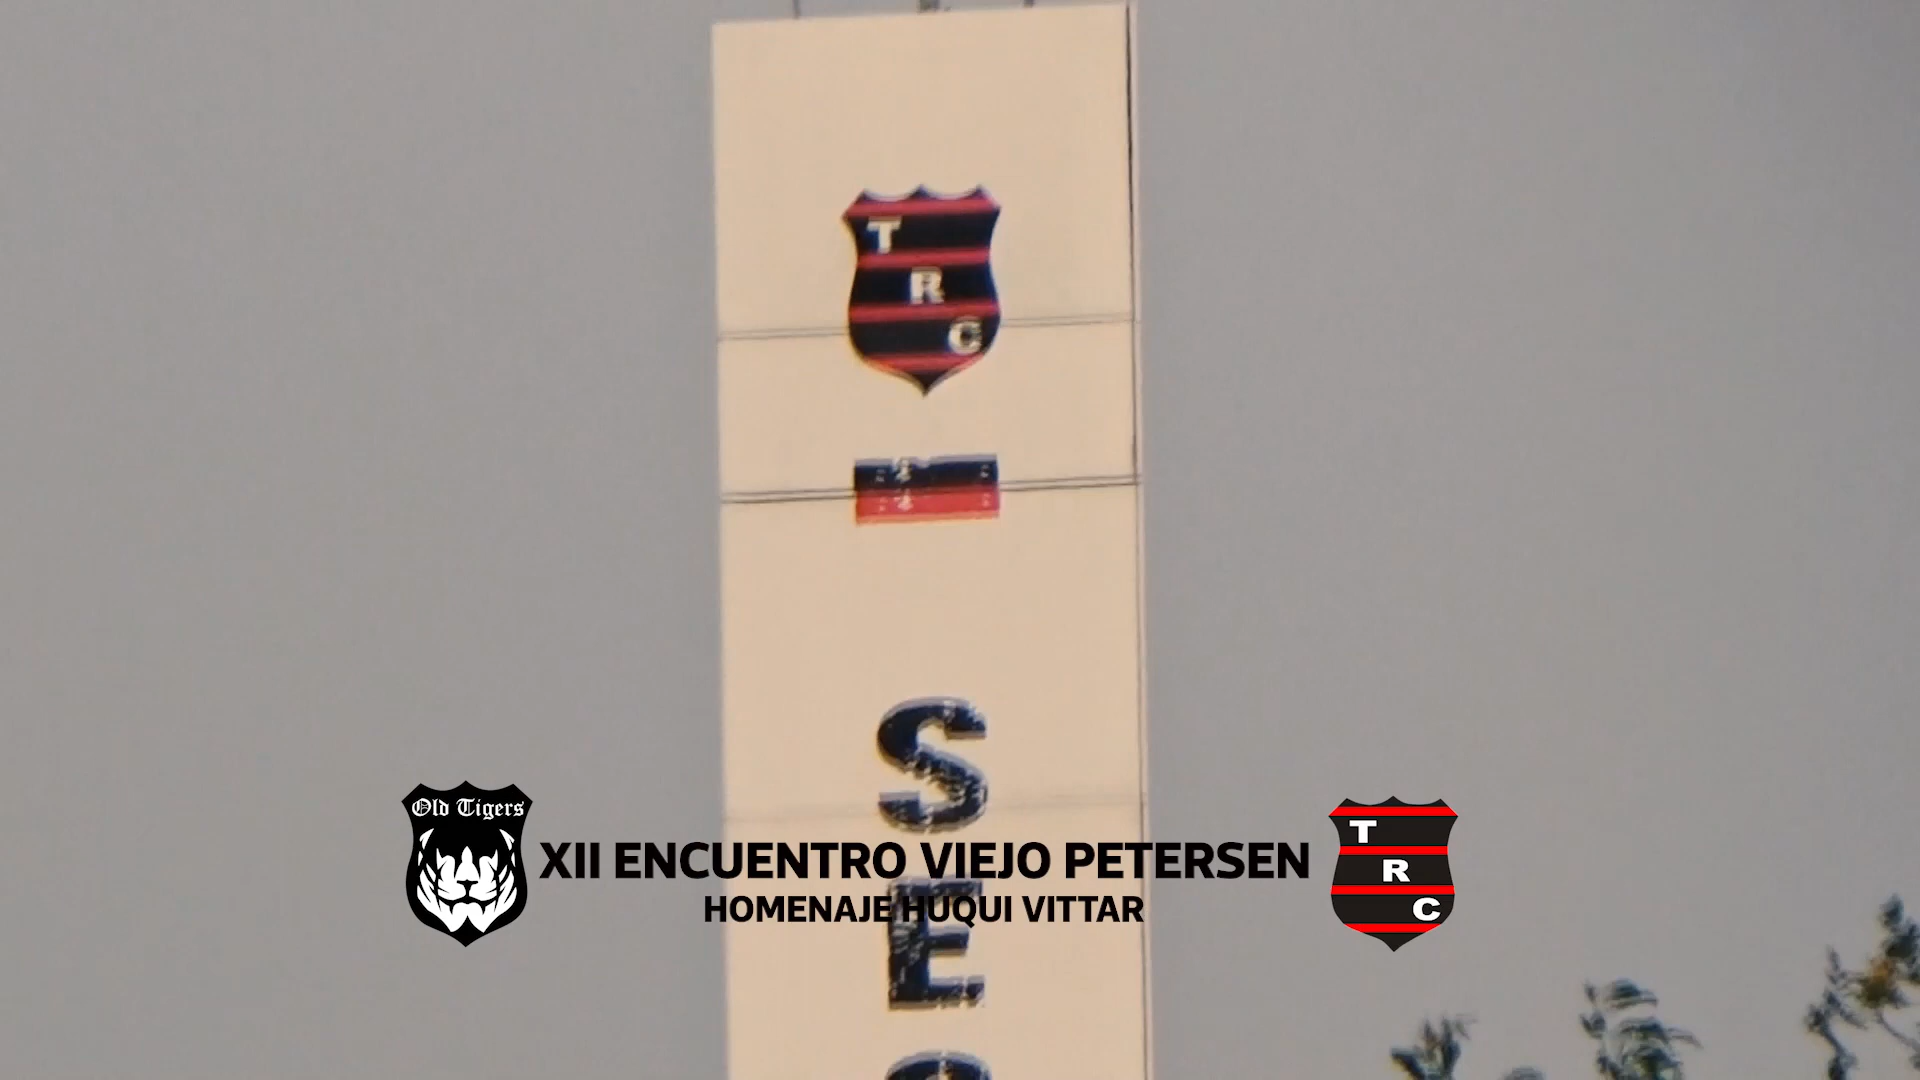 T
R
C
S
E
Old Tigers
XII ENCUENTRO VIEJO PETERSEN
HOMENAJE HUQUI VITTAR
T
R
C